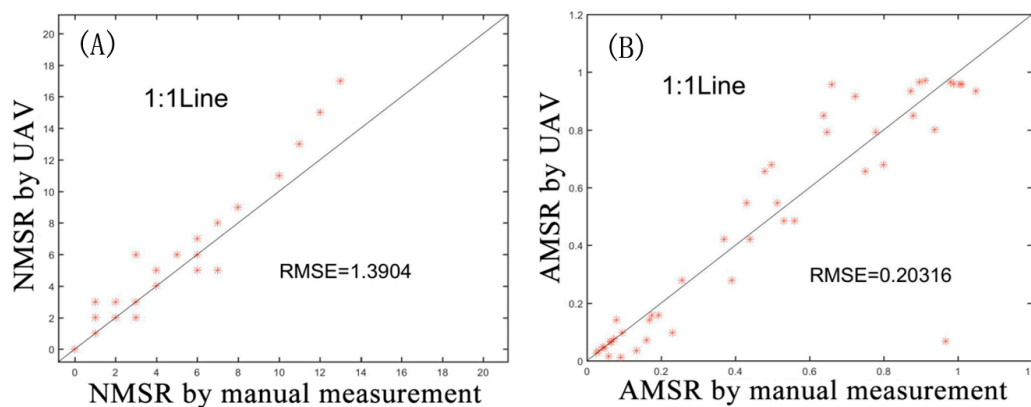 (A)
1:1Line
RMSE=1.3904
NMSR by UAV
20
18
16
14
12
10
8
6
4
2
0
0 2 4 6 8 10 12 14 16 18 20
NMSR by manual measurement
(B)
1:1Line
RMSE=0.20316
AMSR by UAV
1.2
1
0.8
0.6
0.4
0.2
0
0 0.2 0.4 0.6 0.8 1
AMSR by manual measurement